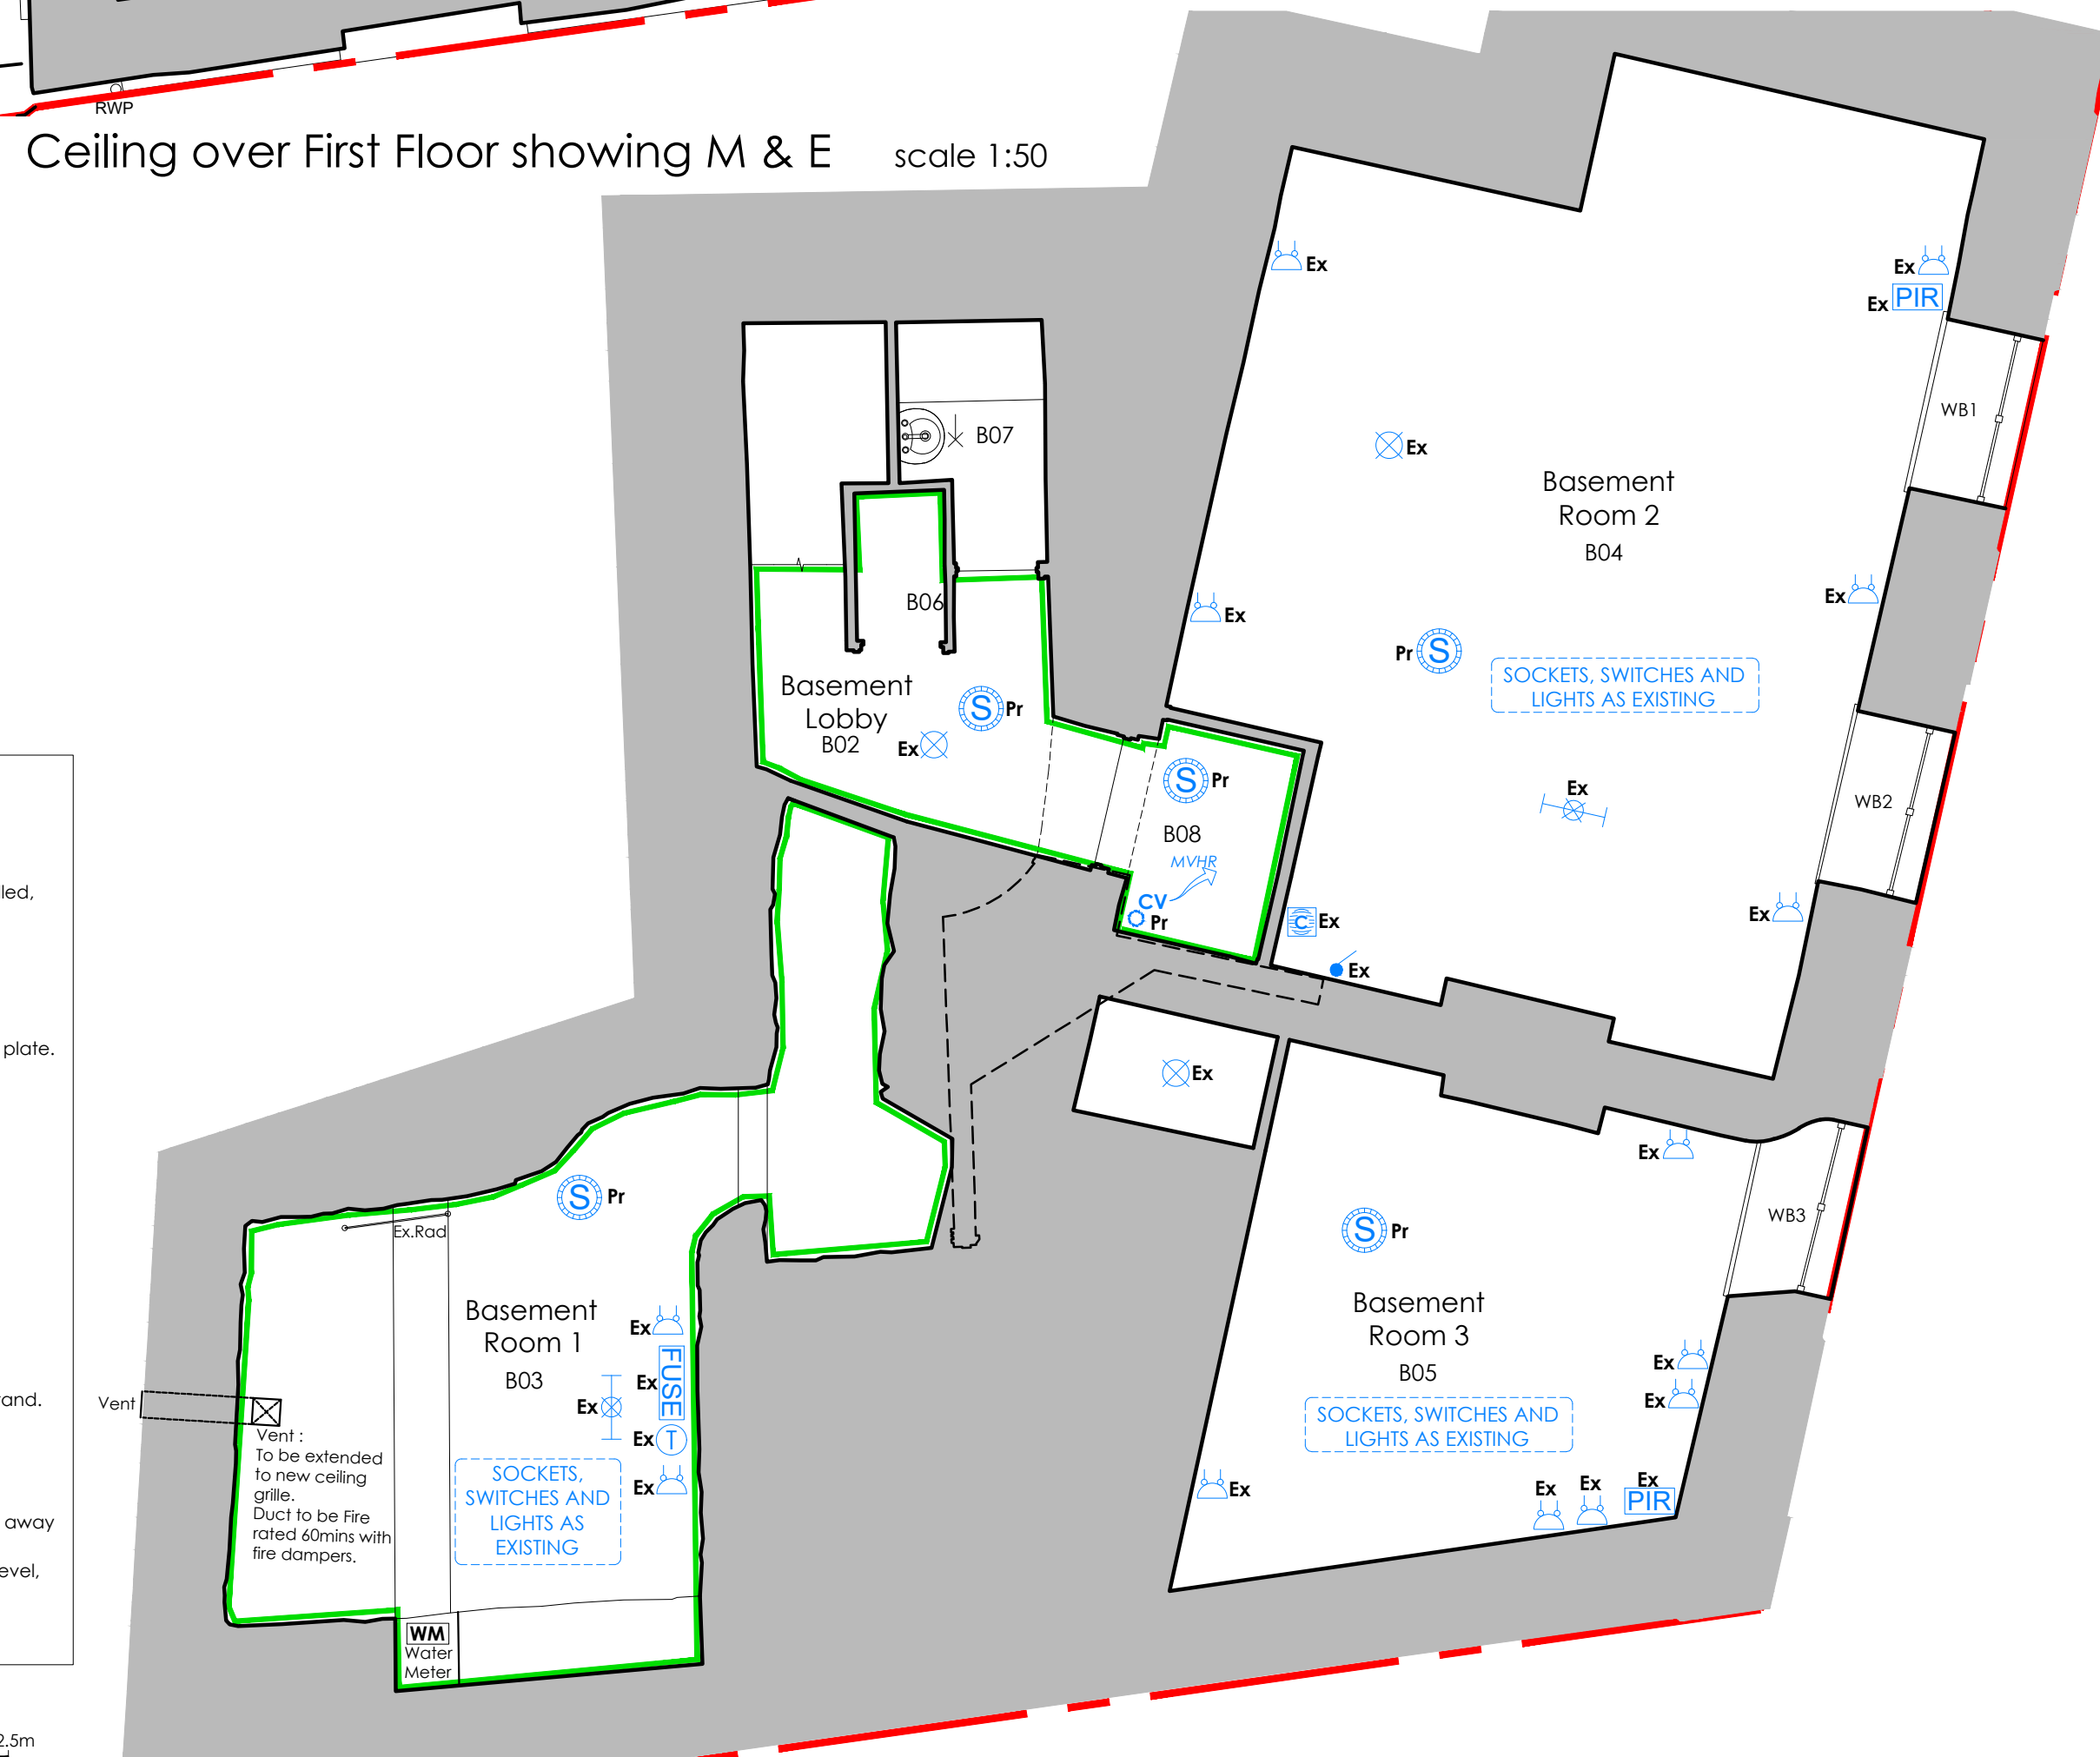 RWP
Ceiling over First Floor showing M & E scale 1:50
Ex
Ex
Ex PIR
WB1
B07
Ex
Basement
Room 2
B04
Ex
B06
Ex
Pr S
SOCKETS, SWITCHES AND
LIGHTS AS EXISTING
Basement
Lobby
B02
S Pr
Ex
S Pr
B08
MVHR
CV
Pr
Ex
WB2
C Ex
Ex
Ex
led,
plate.
and.
away
evel,
2.5m
Ex
Ex
S Pr
WB3
S Pr
Ex.Rad
Basement
Room 1
B03
Ex
Ex FUSE
Ex
Ex T
Ex
SOCKETS,
SWITCHES AND
LIGHTS AS
EXISTING
Vent
Vent :
To be extended
to new ceiling
grille.
Duct to be Fire
rated 60mins with
fire dampers.
WM
Water
Meter
Basement
Room 3
B05
SOCKETS, SWITCHES AND
LIGHTS AS EXISTING
Ex
Ex
Ex
Ex
Ex
Ex
PIR